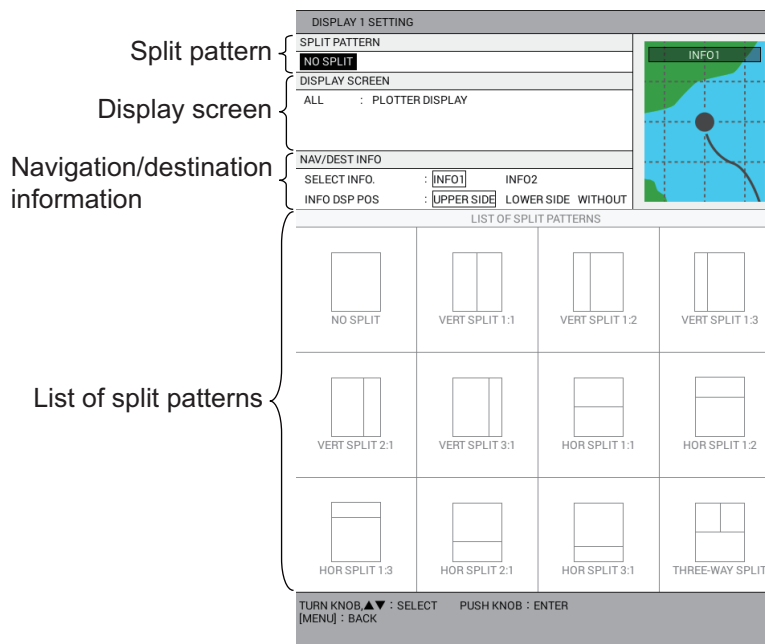 DISPLAY 1 SETTING
Split pattern
SPLIT PATTERN
NO SPLIT
INFO1
Display screen
DISPLAY SCREEN
ALL : PLOTTER DISPLAY
Navigation/destination
information
NAV/DEST INFO
SELECT INFO. : INFO1 INFO2
INFO DSP POS : UPPER SIDE LOWER SIDE WITHOUT
LIST OF SPLIT PATTERNS
List of split patterns
NO SPLIT VERT SPLIT 1:1 VERT SPLIT 1:2 VERT SPLIT 1:3
VERT SPLIT 2:1 VERT SPLIT 3:1 HOR SPLIT 1:1 HOR SPLIT 1:2
HOR SPLIT 1:3 HOR SPLIT 2:1 HOR SPLIT 3:1 THREE-WAY SPLIT
TURN KNOB,▲▼ : SELECT PUSH KNOB : ENTER
[MENU] : BACK